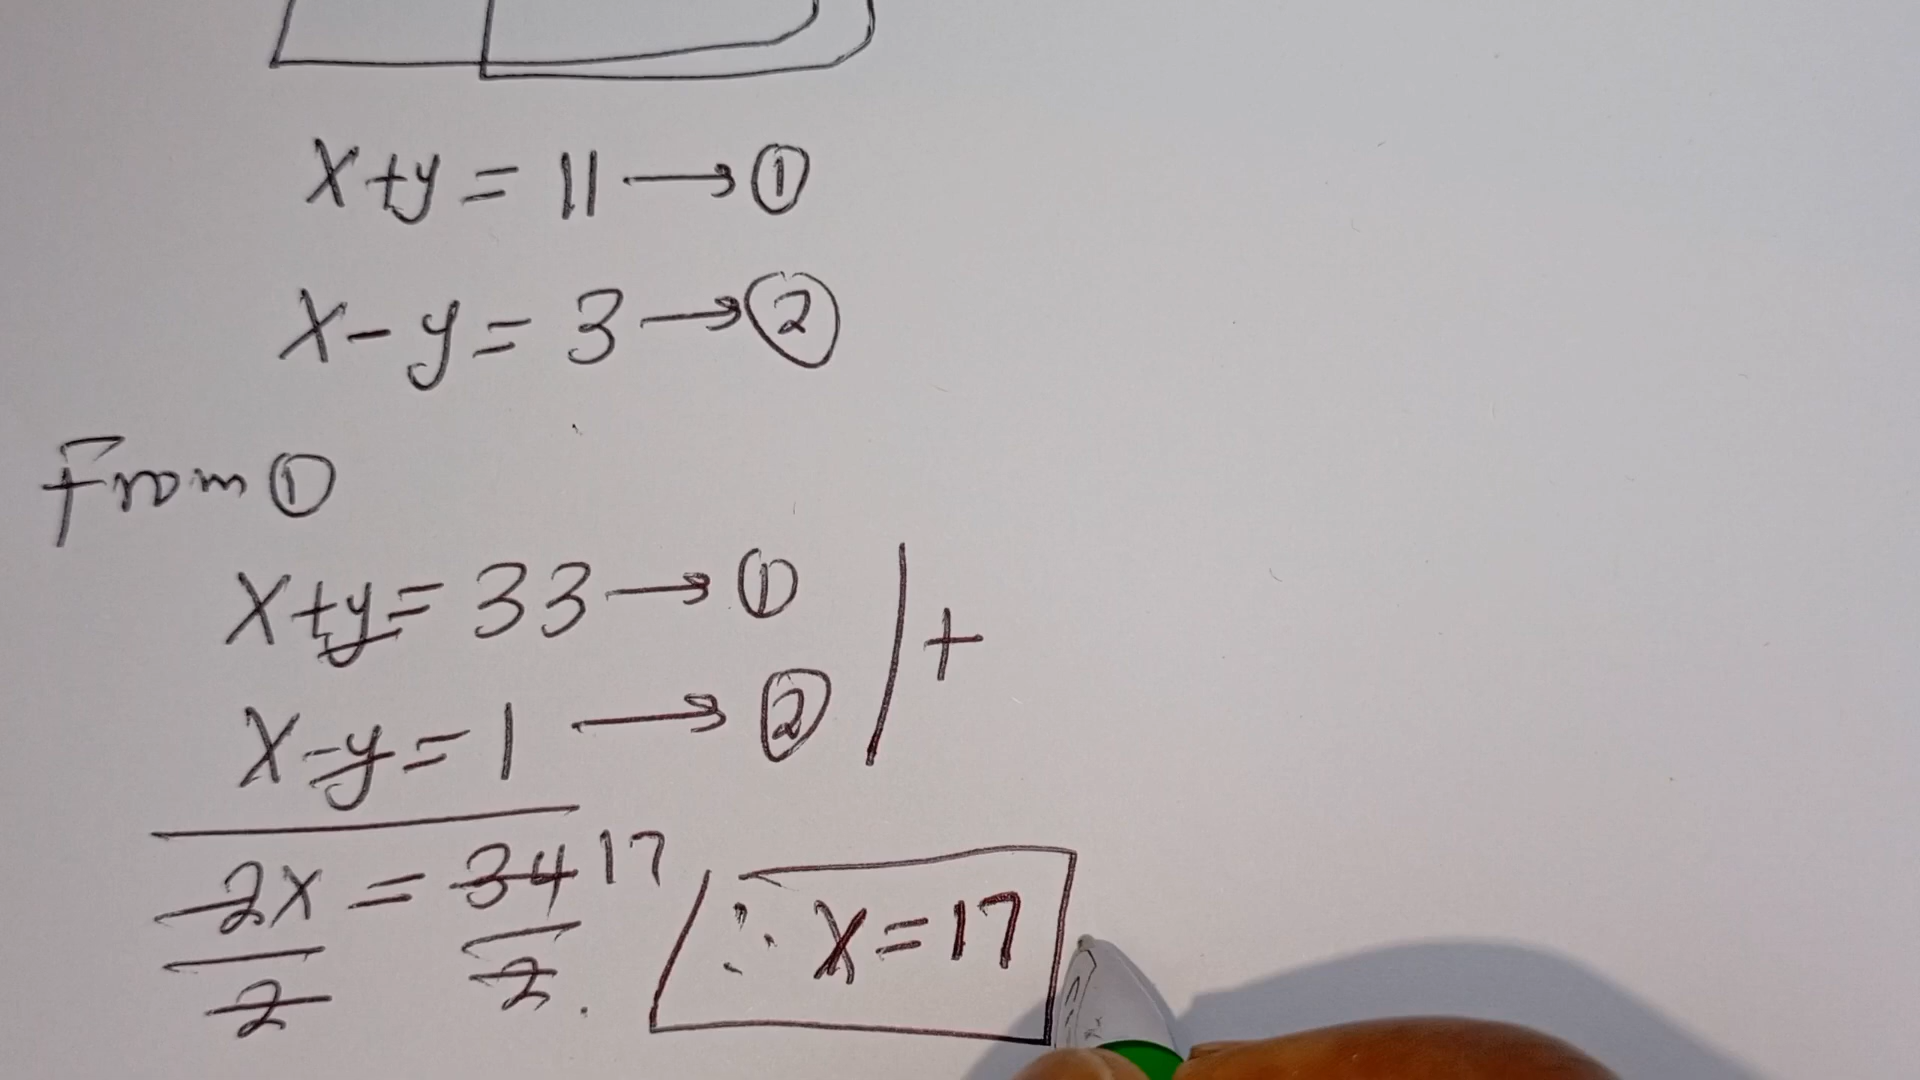 x+y = 11 → ①
x-y = 3 → ②
From ①
x+y = 33 → ①
x-y = 1 → ②
+
2x = 34 17
2 2.
∴ x = 17